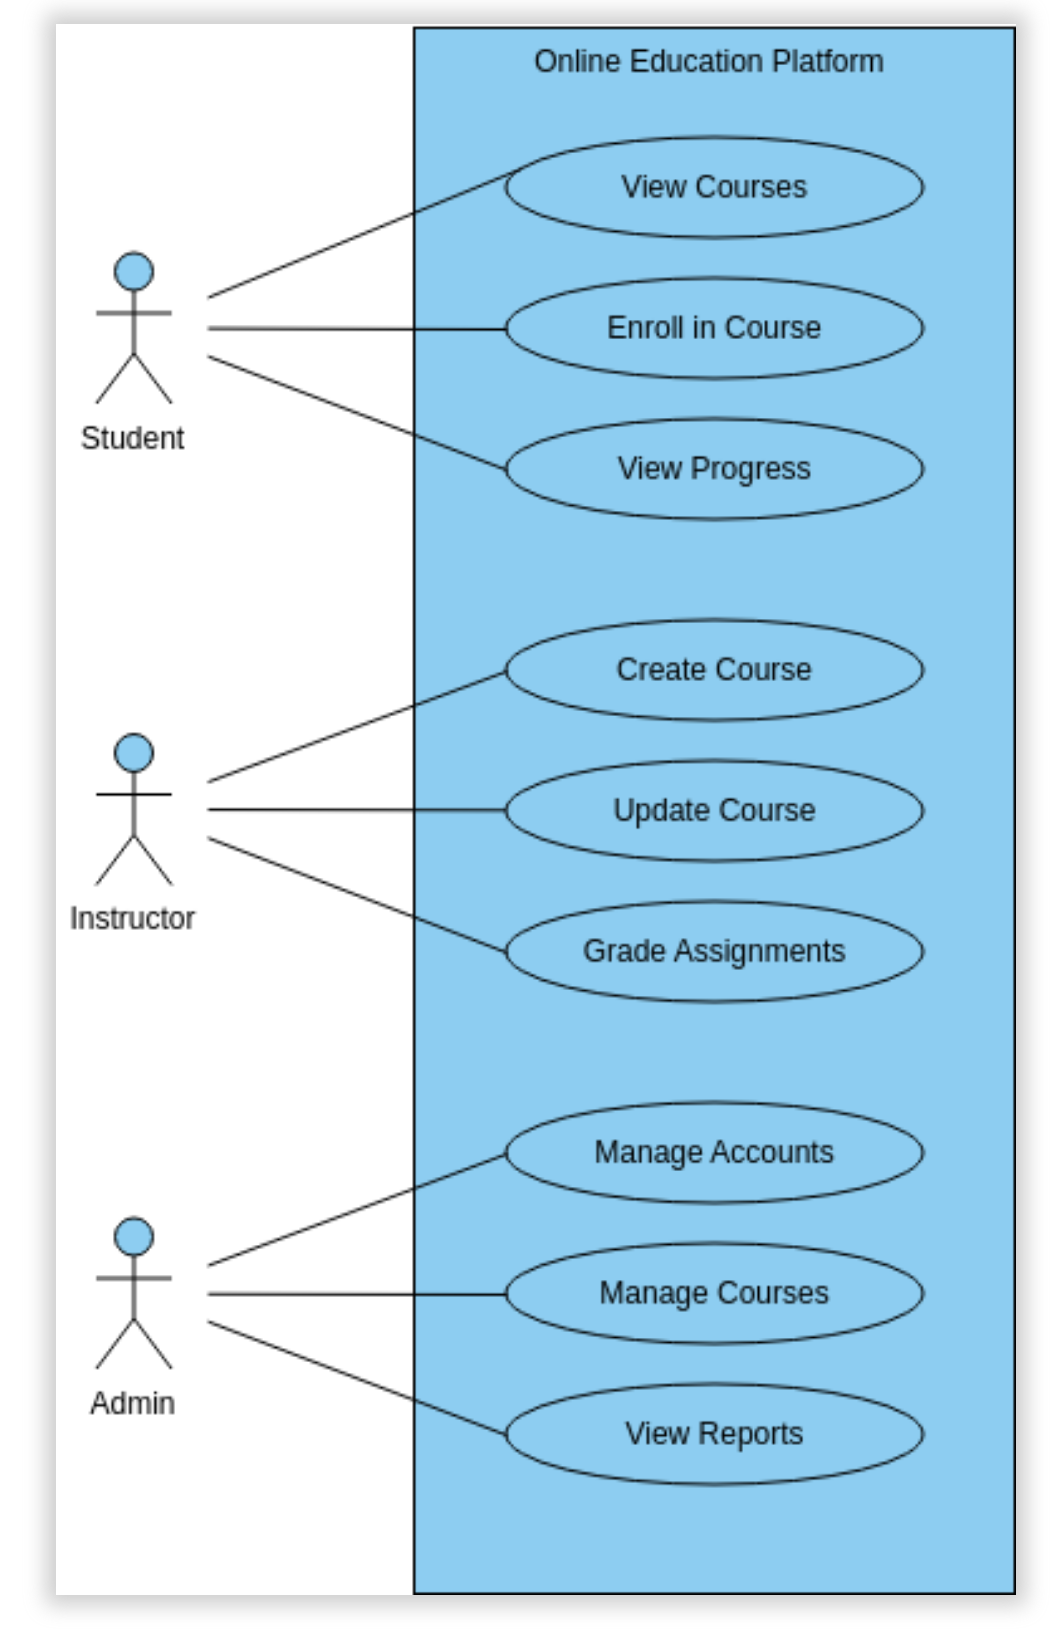 Online Education Platform
View Courses
Enroll in Course
View Progress
Student
Create Course
Update Course
Grade Assignments
Instructor
Manage Accounts
Manage Courses
View Reports
Admin